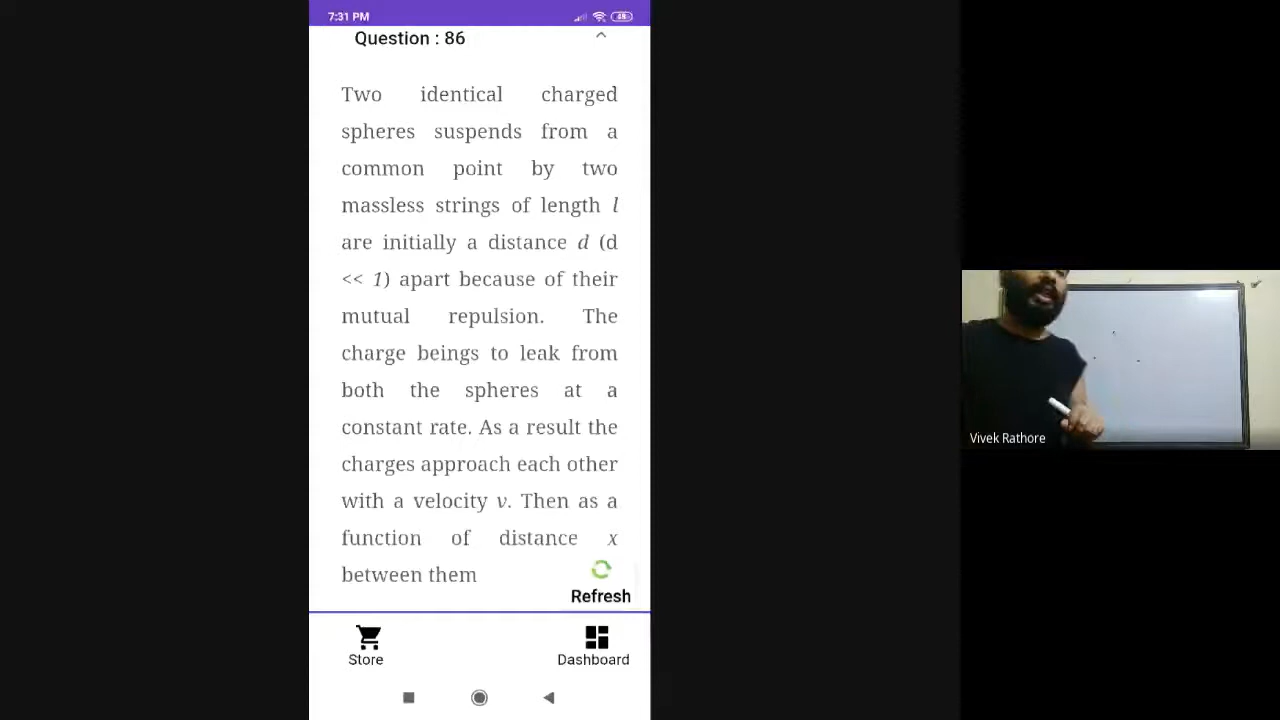 7:31 PM
48
Question : 86
Two identical charged
spheres suspends from a
common point by two
massless strings of length l
are initially a distance d (d
<< 1) apart because of their
mutual repulsion. The
charge beings to leak from
both the spheres at a
constant rate. As a result the
charges approach each other
with a velocity v. Then as a
function of distance x
between them
Refresh
Store
Dashboard
Vivek Rathore